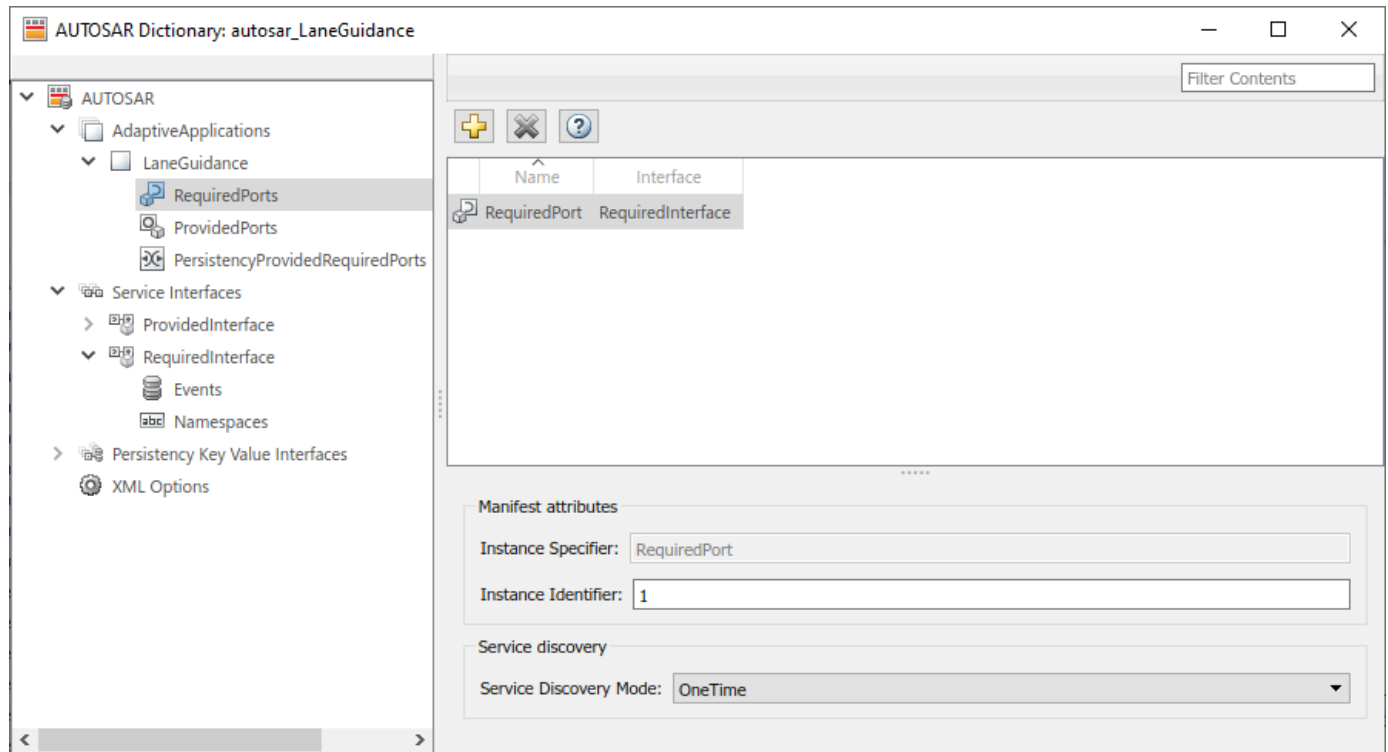 AUTOSAR Dictionary: autosar_LaneGuidance
Filter Contents
AUTOSAR
AdaptiveApplications
LaneGuidance
RequiredPorts
ProvidedPorts
PersistencyProvidedRequiredPorts
Service Interfaces
ProvidedInterface
RequiredInterface
Events
abc Namespaces
Persistency Key Value Interfaces
XML Options
Name Interface
RequiredPort RequiredInterface
Manifest attributes
Instance Specifier: RequiredPort
Instance Identifier: 1
Service discovery
Service Discovery Mode: OneTime